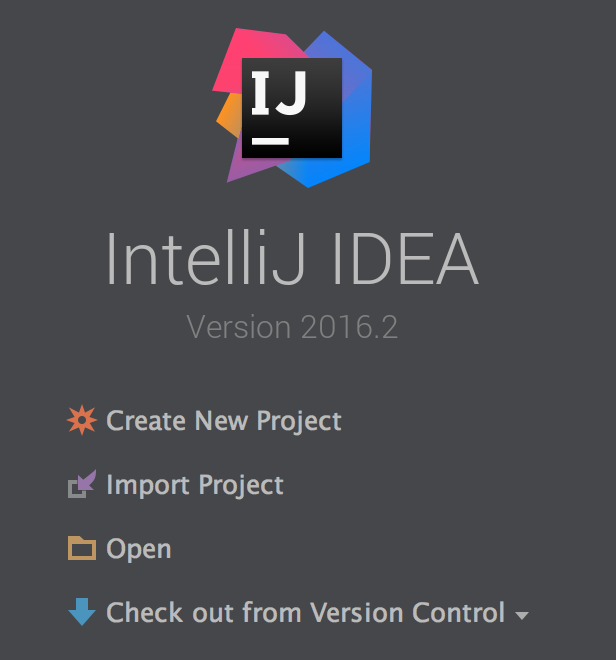 IJ
IntelliJ IDEA
Version 2016.2
Create New Project
Import Project
Open
Check out from Version Control